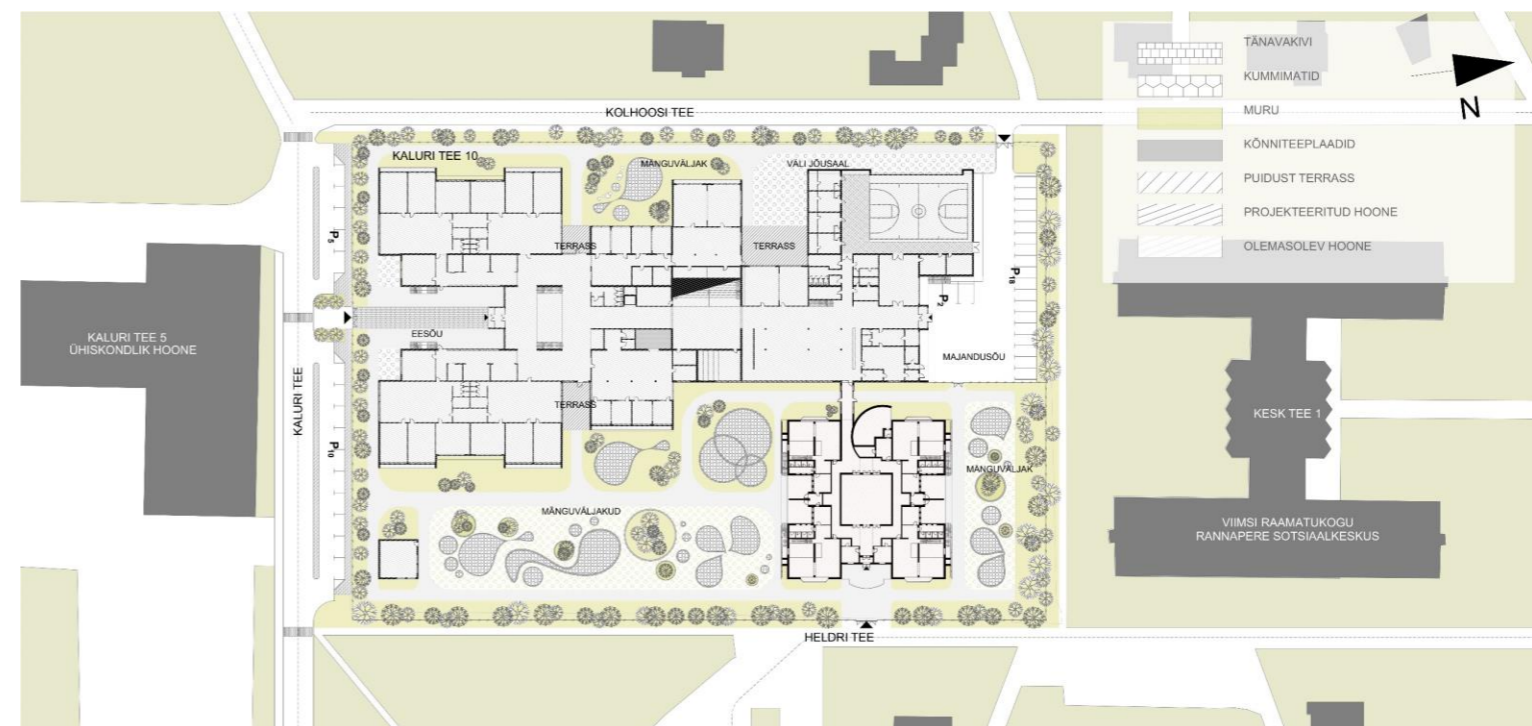 TÄNAVAKIVI
KUMMIMATID
MURU
KÕNNITEEPLAADID
PUIDUST TERRASS
PROJEKTEERITUD HOONE
OLEMASOLEV HOONE
N
KOLHOOSI TEE
KALURI TEE 10
MÄNGUVÄLJAK
VÄLI JÕUSAAL
P5
TERRASS
TERRASS
P18
P2
EESÕU
KALURI TEE 5
ÜHISKONDLIK HOONE
MAJANDUSÕU
KALURI TEE
TERRASS
KESK TEE 1
P10
MÄNGUVÄLJAK
MÄNGUVÄLJAKUD
VIIMSI RAAMATUKOGU
RANNAPERE SOTSIAALKESKUS
HELDRI TEE